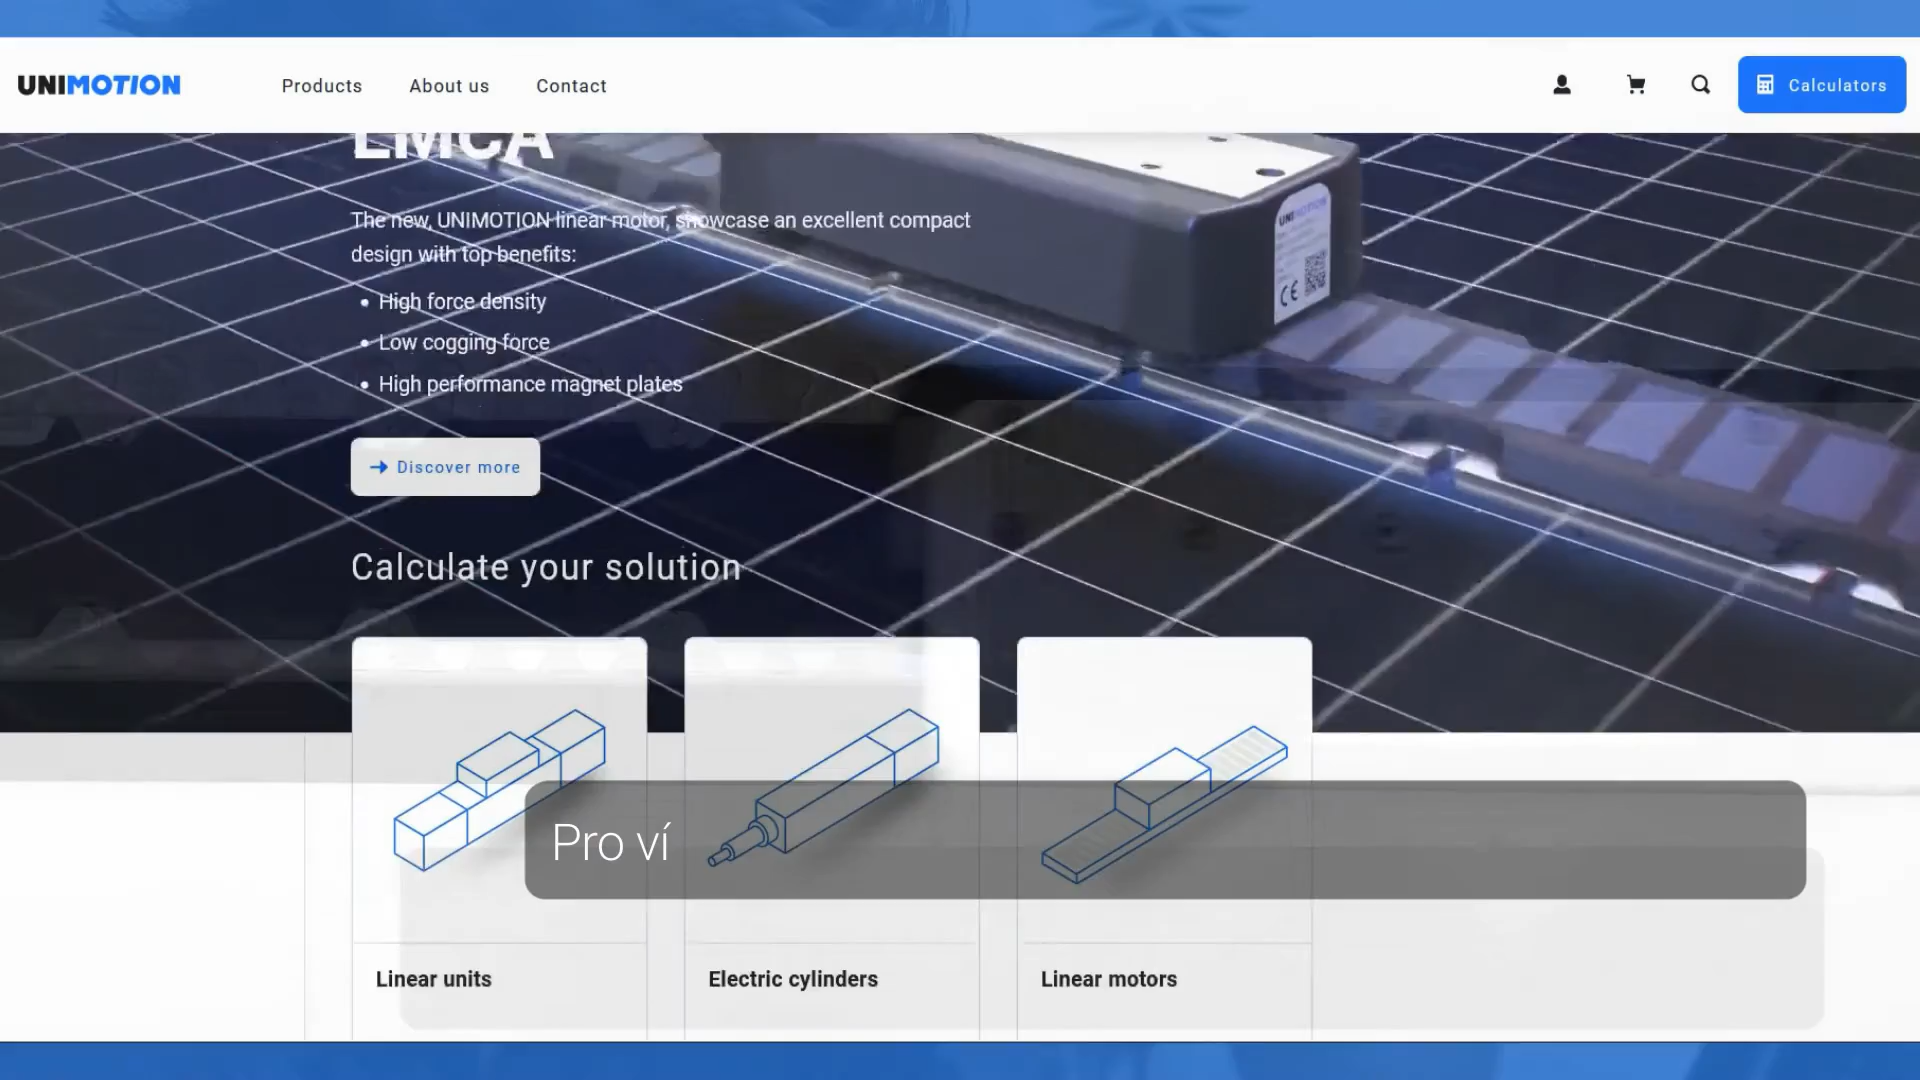 UNIMOTION
Products
About us
Contact
Calculators
LMCA
The new, UNIMOTION linear motor, showcase an excellent compact
design with top benefits:
• High force density
• Low cogging force
• High performance magnet plates
Discover more
UNIMOTION
CE
Calculate your solution
Pro ví
Linear units
Electric cylinders
Linear motors